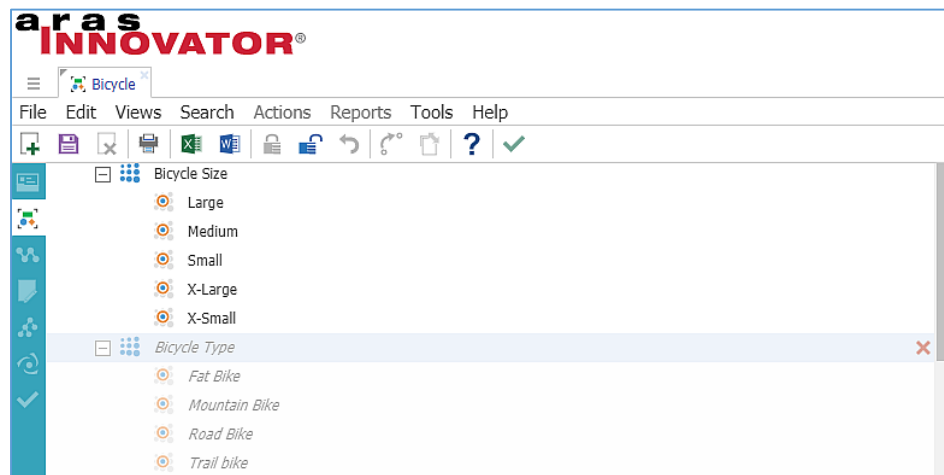 aras
INNOVATOR®
Bicycle
File Edit Views Search Actions Reports Tools Help
Bicycle Size
Large
Medium
Small
X-Large
X-Small
Bicycle Type
Fat Bike
Mountain Bike
Road Bike
Trail bike